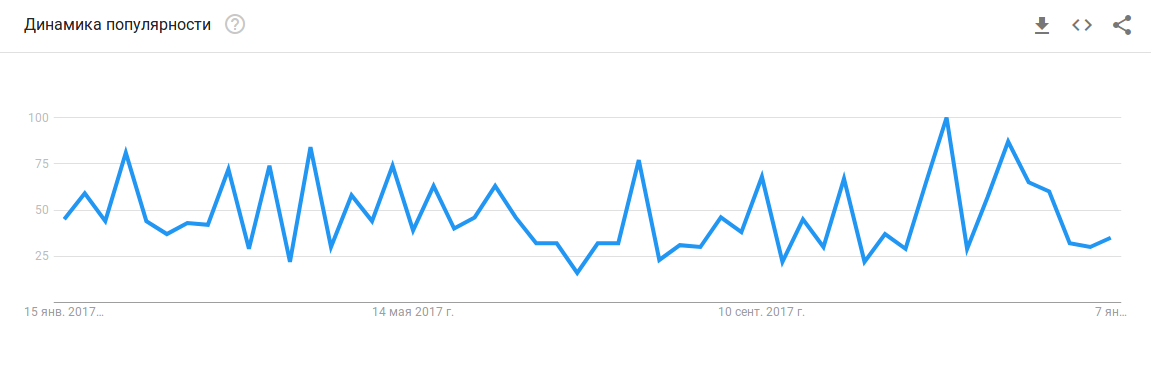 Динамика популярности
100
75
50
25
15 янв. 2017…
14 мая 2017 г.
10 сент. 2017 г.
7 ян…